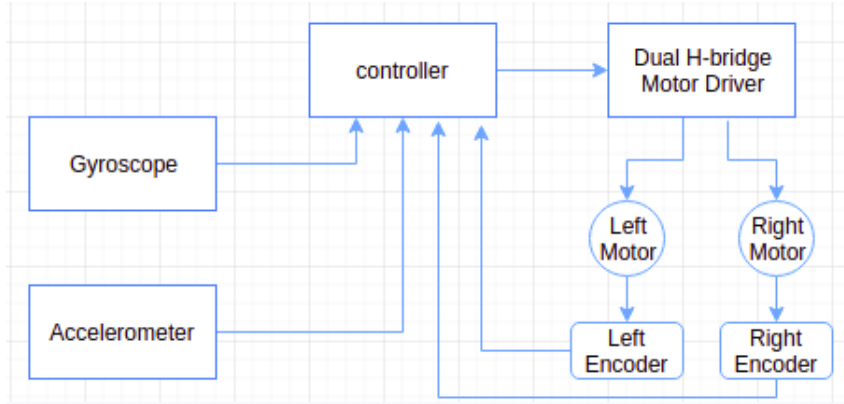 controller
Dual H-bridge
Motor Driver
Gyroscope
Left
Motor
Right
Motor
Accelerometer
Left
Encoder
Right
Encoder